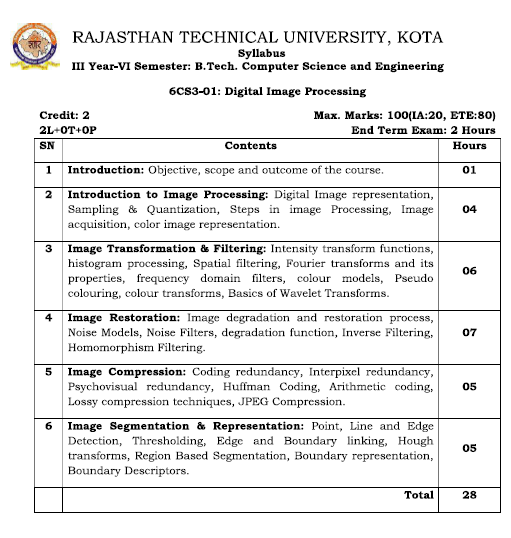 RAJASTHAN TECHNICAL UNIVERSITY, KOTA
Syllabus
III Year-VI Semester: B.Tech. Computer Science and Engineering
6CS3-01: Digital Image Processing
Credit: 2 Max. Marks: 100(IA:20, ETE:80)
2L+0T+0P End Term Exam: 2 Hours
SN Contents Hours
1 Introduction: Objective, scope and outcome of the course. 01
2 Introduction to Image Processing: Digital Image representation,
Sampling & Quantization, Steps in image Processing, Image
acquisition, color image representation.
04
3 Image Transformation & Filtering: Intensity transform functions,
histogram processing, Spatial filtering, Fourier transforms and its
properties, frequency domain filters, colour models, Pseudo
colouring, colour transforms, Basics of Wavelet Transforms.
06
4 Image Restoration: Image degradation and restoration process,
Noise Models, Noise Filters, degradation function, Inverse Filtering,
Homomorphism Filtering.
07
5 Image Compression: Coding redundancy, Interpixel redundancy,
Psychovisual redundancy, Huffman Coding, Arithmetic coding,
Lossy compression techniques, JPEG Compression.
05
6 Image Segmentation & Representation: Point, Line and Edge
Detection, Thresholding, Edge and Boundary linking, Hough
transforms, Region Based Segmentation, Boundary representation,
Boundary Descriptors.
05
Total 28